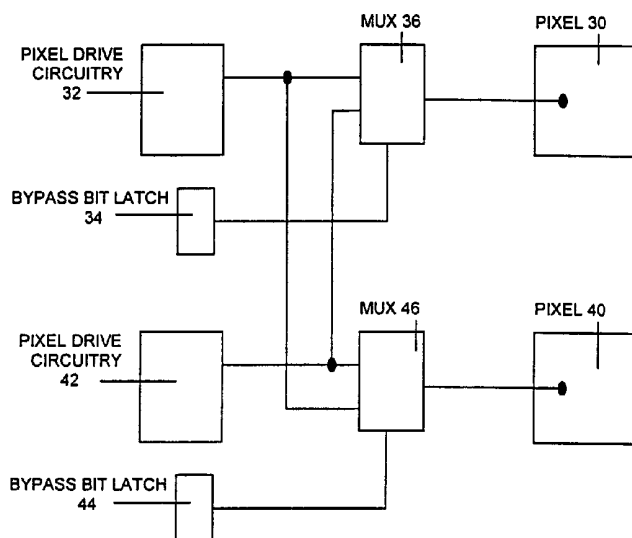 MUX 36
PIXEL 30
PIXEL DRIVE
CIRCUITRY
32
BYPASS BIT LATCH
34
MUX 46
PIXEL 40
PIXEL DRIVE
CIRCUITRY
42
BYPASS BIT LATCH
44